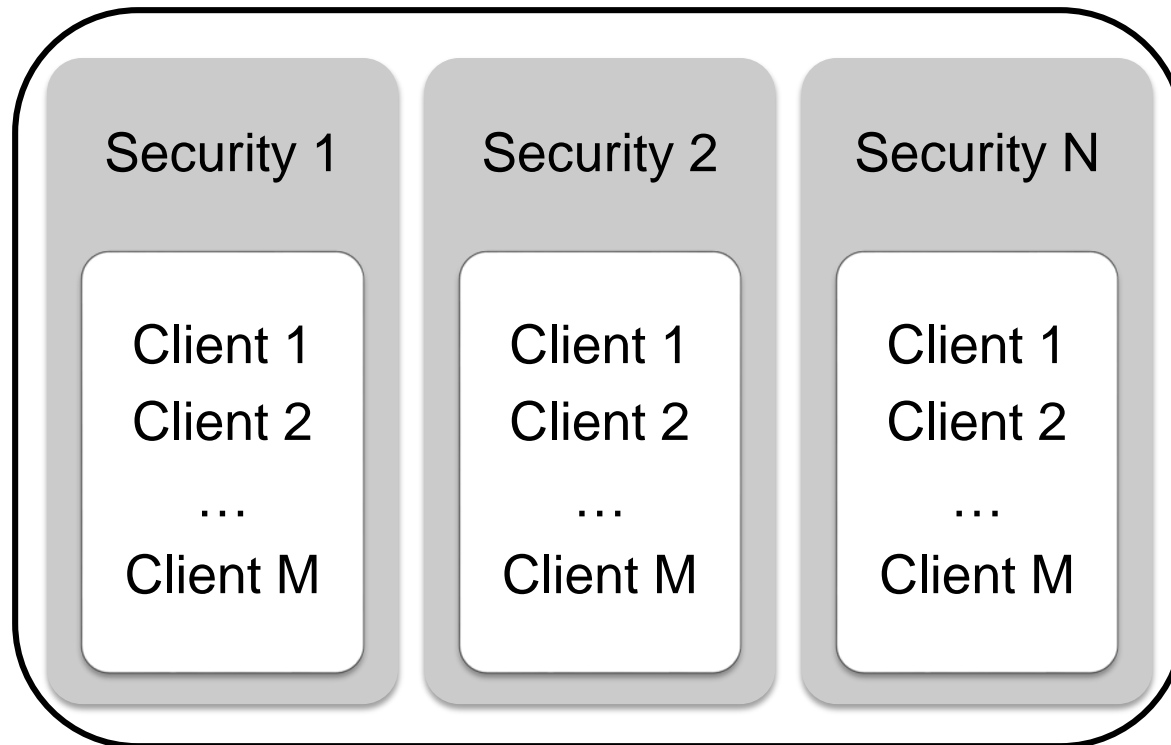 Security 1
Client 1
Client 2
…
Client M
Security 2
Client 1
Client 2
…
Client M
Security N
Client 1
Client 2
…
Client M